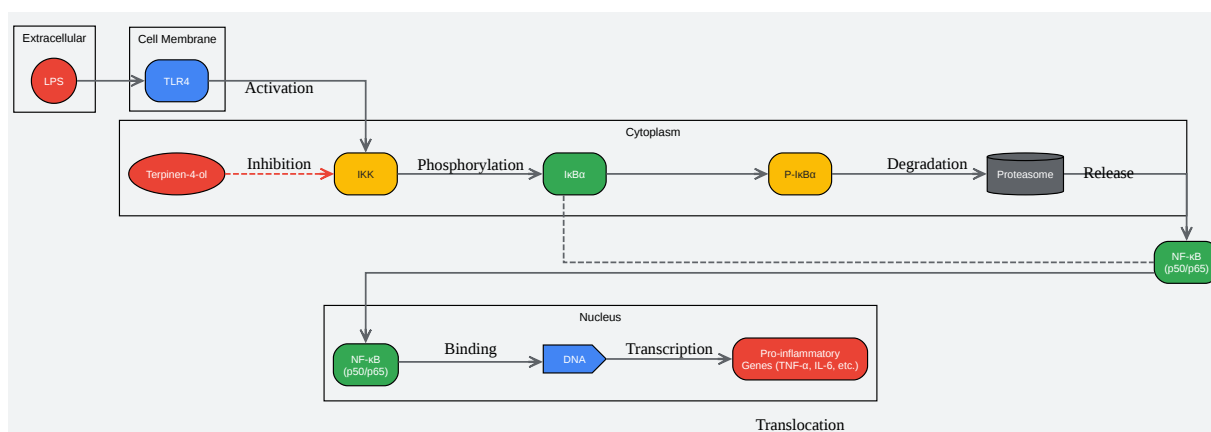 Extracellular
Cell Membrane
LPS
TLR4
Activation
Cytoplasm
Terpinen-4-ol
Inhibition
IKK
Phosphorylation
IκBα
P-IκBα
Degradation
Proteasome
Release
NF-κB
(p50/p65)
Nucleus
NF-κB
(p50/p65)
Binding
DNA
Transcription
Pro-inflammatory
Genes (TNF-α, IL-6, etc.)
Translocation